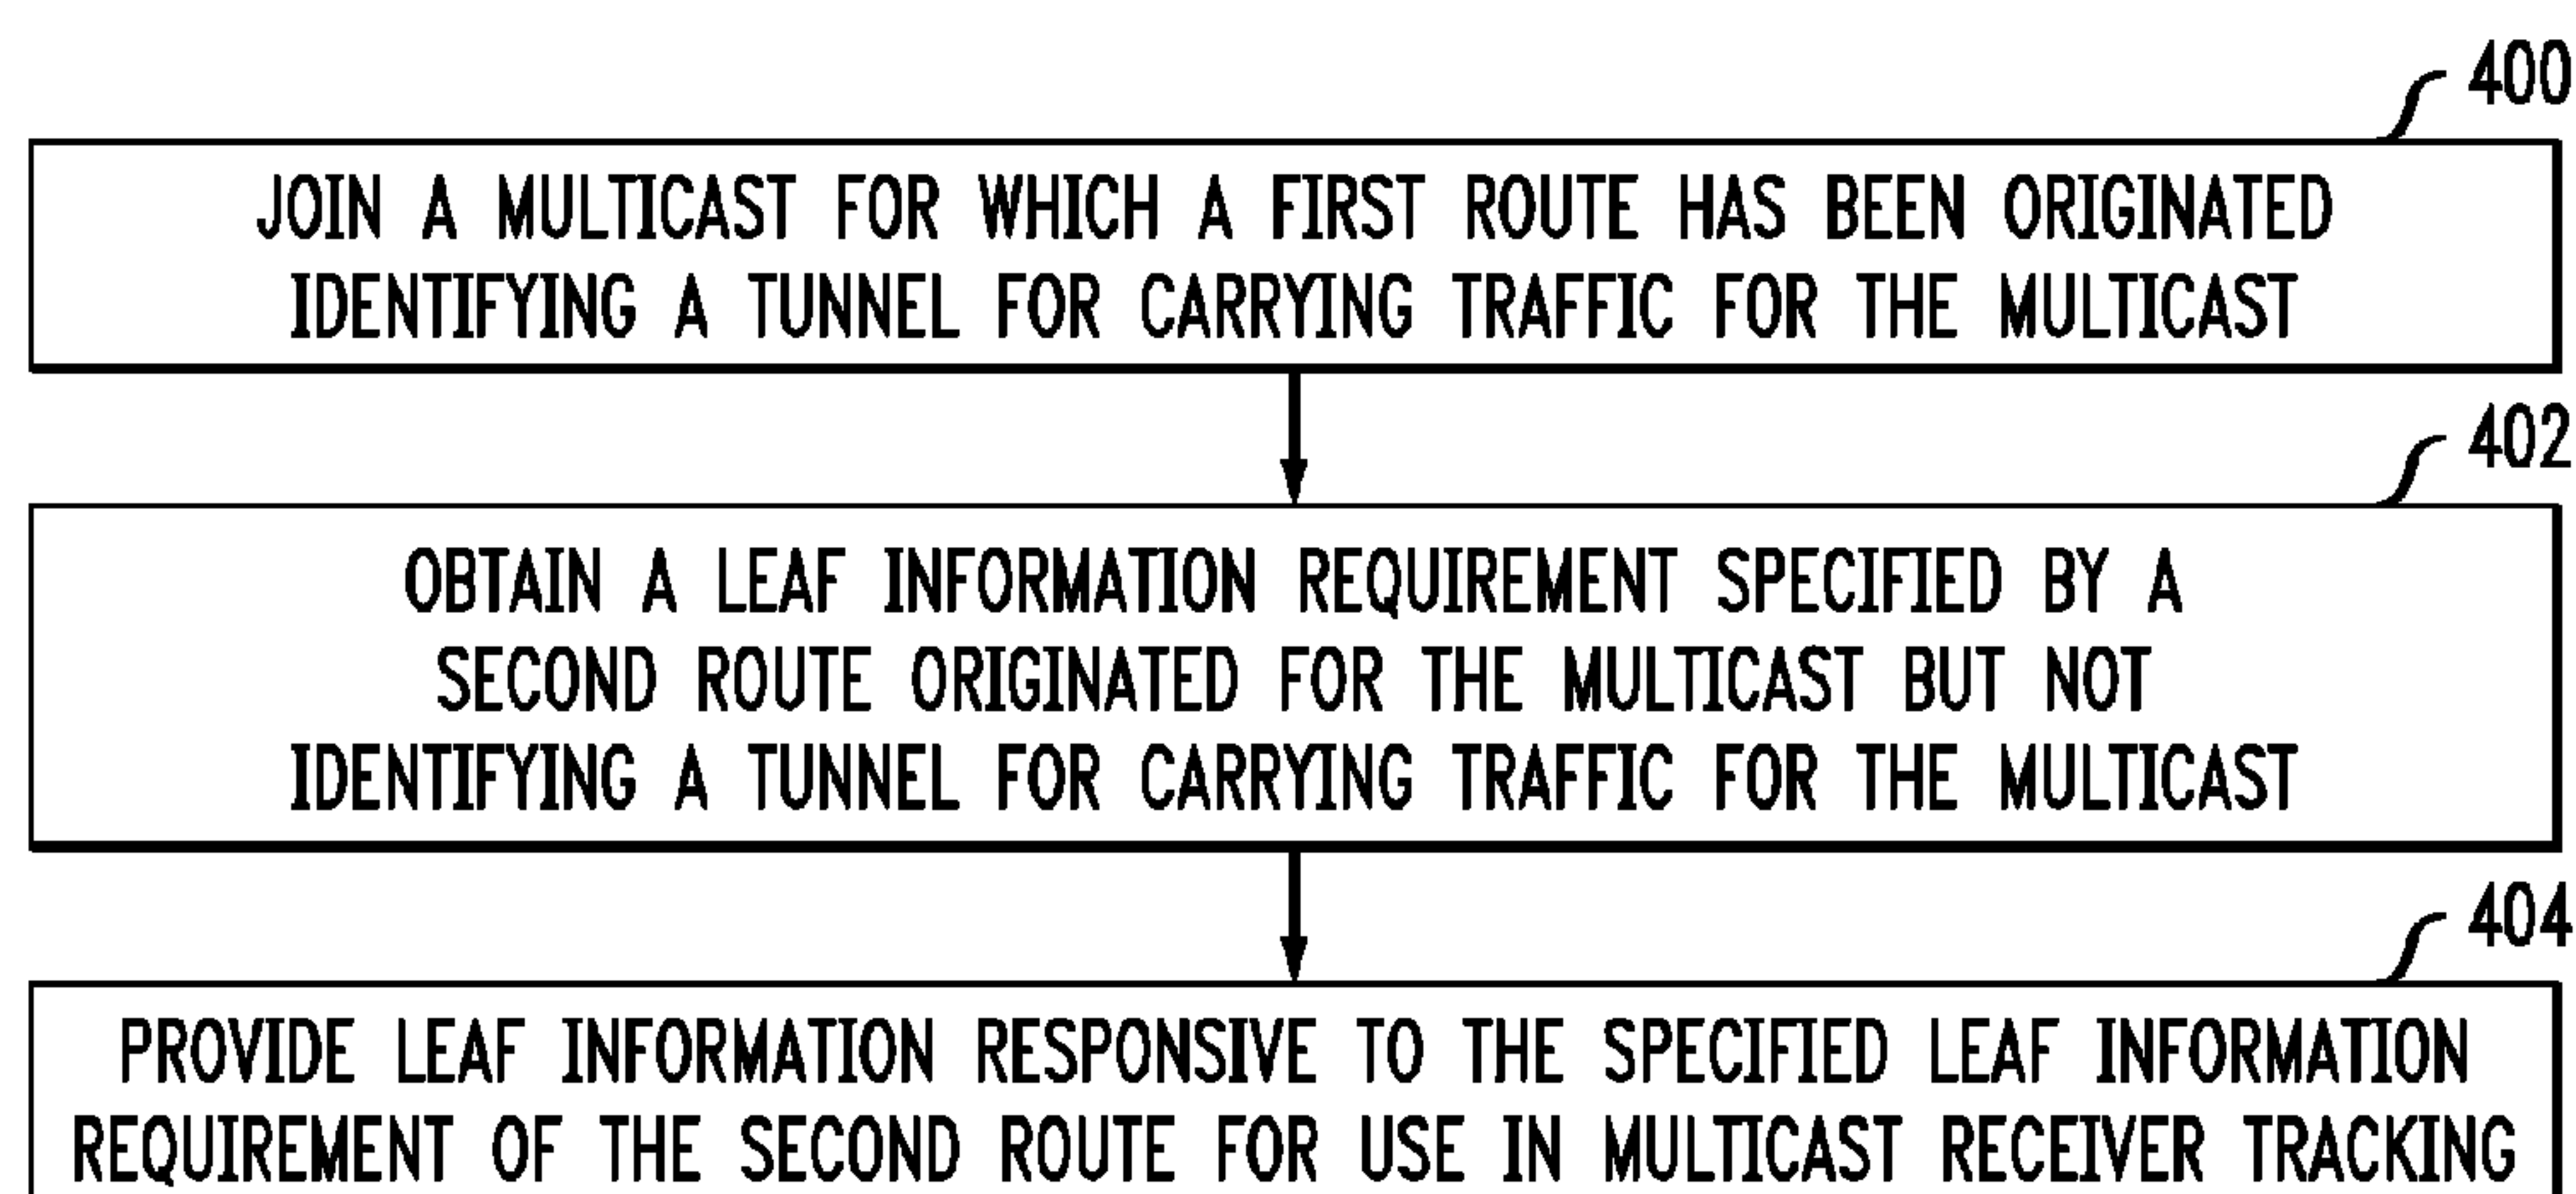 400
JOIN A MULTICAST FOR WHICH A FIRST ROUTE HAS BEEN ORIGINATED
IDENTIFYING A TUNNEL FOR CARRYING TRAFFIC FOR THE MULTICAST
402
OBTAIN A LEAF INFORMATION REQUIREMENT SPECIFIED BY A
SECOND ROUTE ORIGINATED FOR THE MULTICAST BUT NOT
IDENTIFYING A TUNNEL FOR CARRYING TRAFFIC FOR THE MULTICAST
404
PROVIDE LEAF INFORMATION RESPONSIVE TO THE SPECIFIED LEAF INFORMATION
REQUIREMENT OF THE SECOND ROUTE FOR USE IN MULTICAST RECEIVER TRACKING